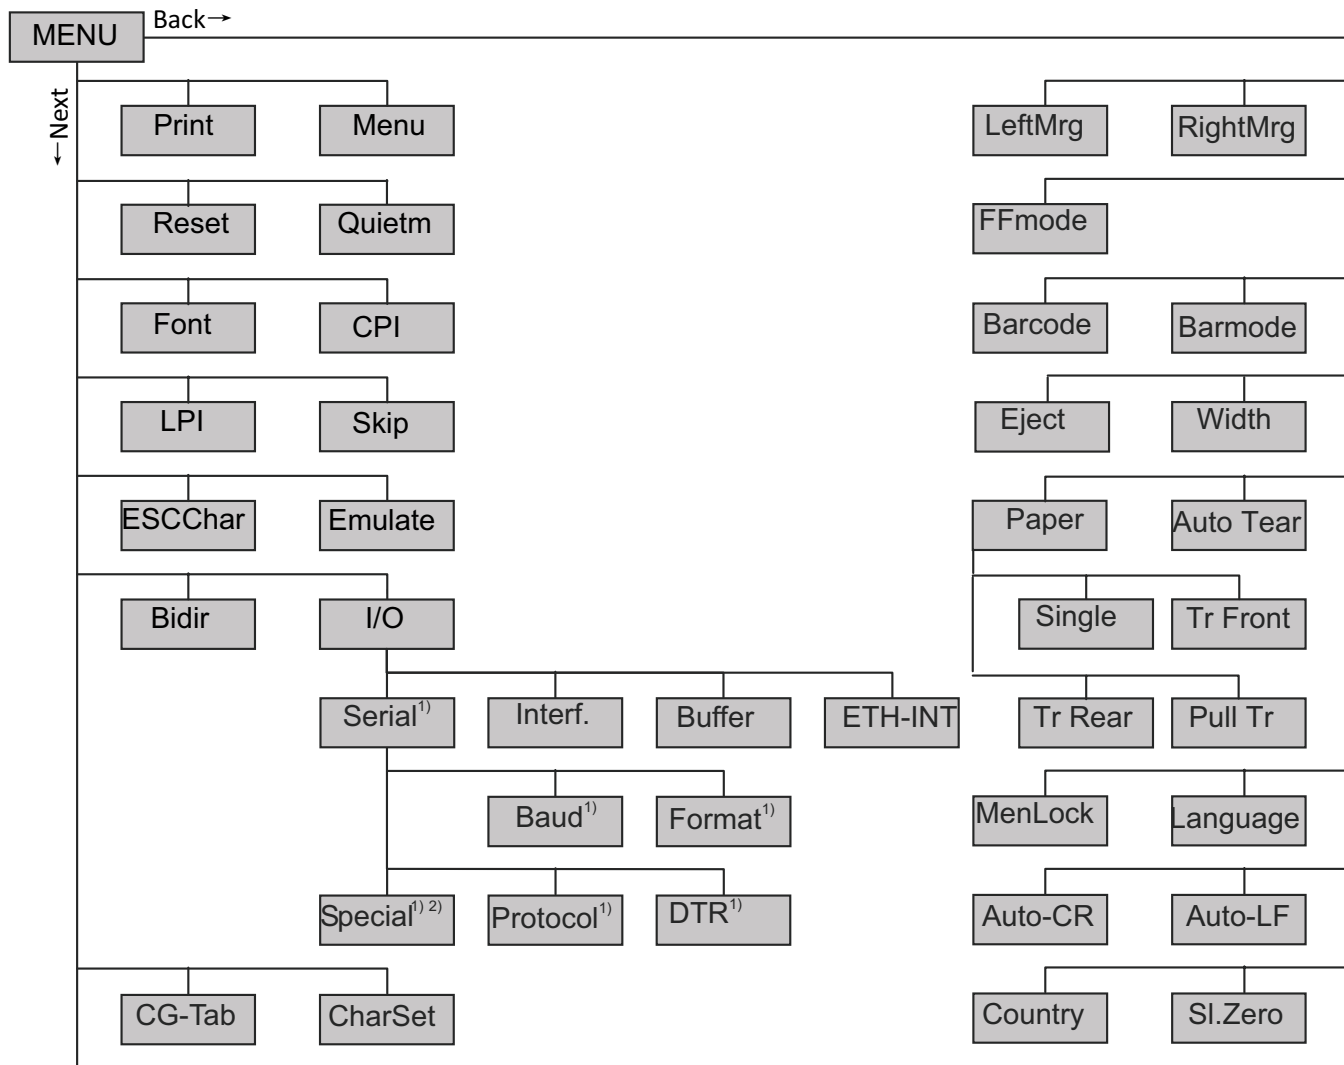 MENU
Back→
←Next
Print
Menu
LeftMrg
RightMrg
Reset
Quietm
FFmode
Font
CPI
Barcode
Barmode
LPI
Skip
Eject
Width
ESCChar
Emulate
Paper
Auto Tear
Bidir
I/O
Single
Tr Front
Serial1)
Interf.
Buffer
ETH-INT
Tr Rear
Pull Tr
Baud1)
Format1)
MenLock
Language
Special1) 2)
Protocol1)
DTR1)
Auto-CR
Auto-LF
CG-Tab
CharSet
Country
Sl.Zero